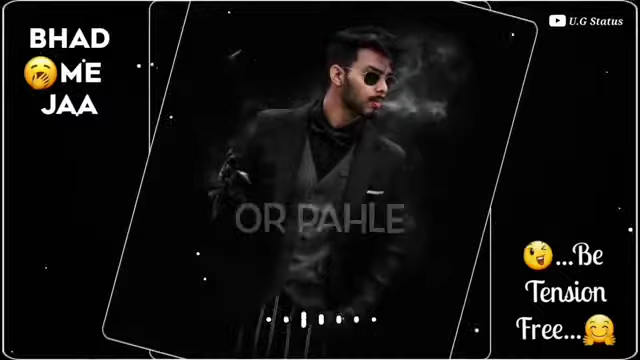 BHAD
🥱ME
JAA
U.G Status
OR PAHLE
😉...Be
Tension
Free...🤗